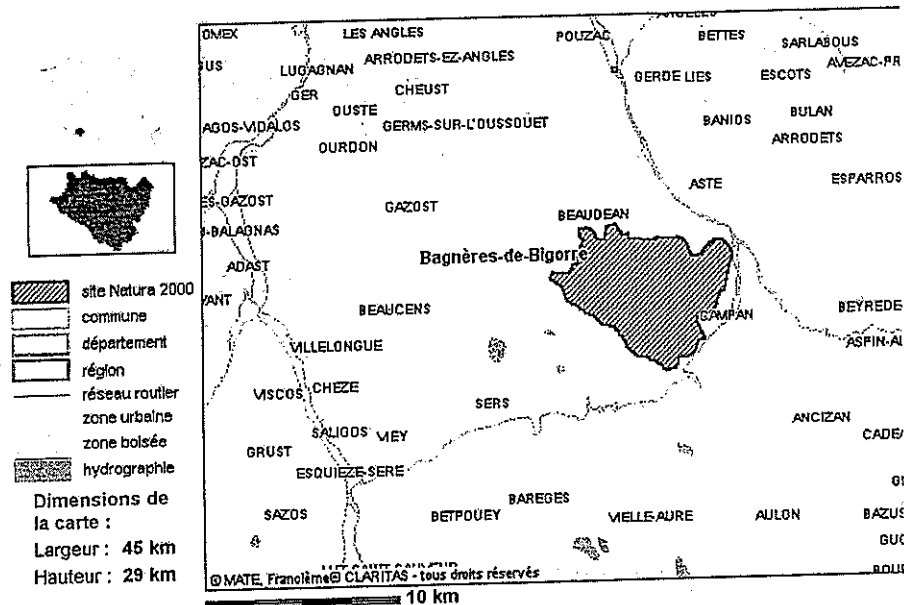 OMEX LES ANGLES POUZAC BETTES SARLABOUS
ARRODETS-EZ-ANGLES AVEZAC-PR
LUGAGNAN GERDE LIES ESCOTS
GER CHEUST
OUSTE BULAN
AGOS-VIDALOS GERMS-SUR-L'OUSSOUET BANIOS
OURDON ARRODETS
ZAC-OST
ASTE ESPARROS
ES-GAZOST GAZOST
BEAUDEAN
J-BALAGNAS
Bagnères-de-Bigorre
ADAST
BEAUCENS CAMPAN BEYREDE
VILLELONGUE ASPIN-AU
VISCOS CHEZE
SERS ANCIZAN
SALIGOS VIEY CADEA
GRUST
ESQUIEZE-SERE
BAREGES
SAZOS BETPOUEY VIELLE-AURE AULON BAZUS
site Natura 2000
commune
département
région
réseau routier
zone urbaine
zone boisée
hydrographie
Dimensions de
la carte :
Largeur : 45 km
Hauteur : 29 km
© MATE, Franclème© CLARITAS - tous droits réservés
10 km